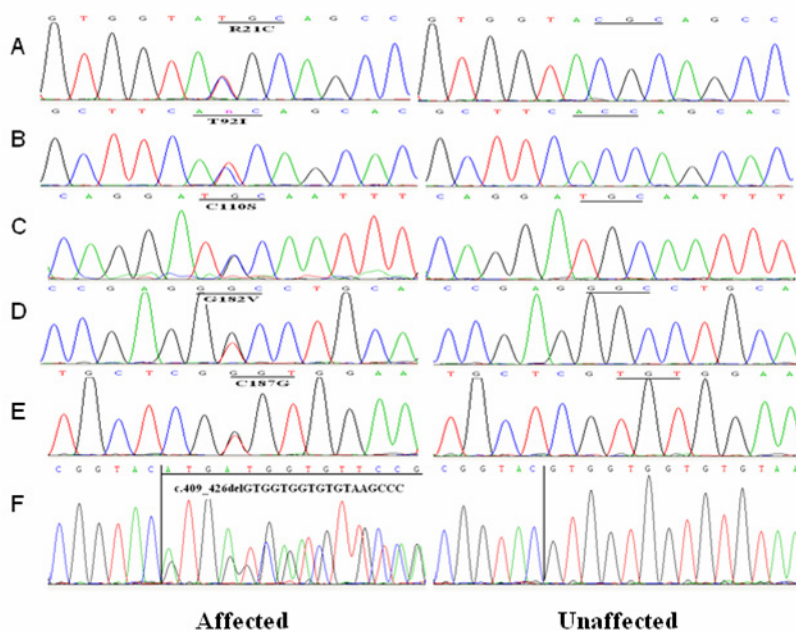 G T G G T A T G C A G C C G T G G T A C G C A G C C
A
R21C
G C T T C A n C A G C A C G C T T C A C C A G C A C
B
T92I
C A G G A T G C A A T T T C A G G A T G C A A T T T
C
C110S
C C G A G G G C C T G C A C C G A G G G C C T G C A
D
G182V
T G C T C G G G T G G A A T G C T C G T G T G G A A
E
C187G
C G G T A C A T G A T G G T G T T C C G C G G T A C G T G G T G T G T A A
F
c.409_426delGTGGTGGTGTGTAAGCCC
Affected Unaffected